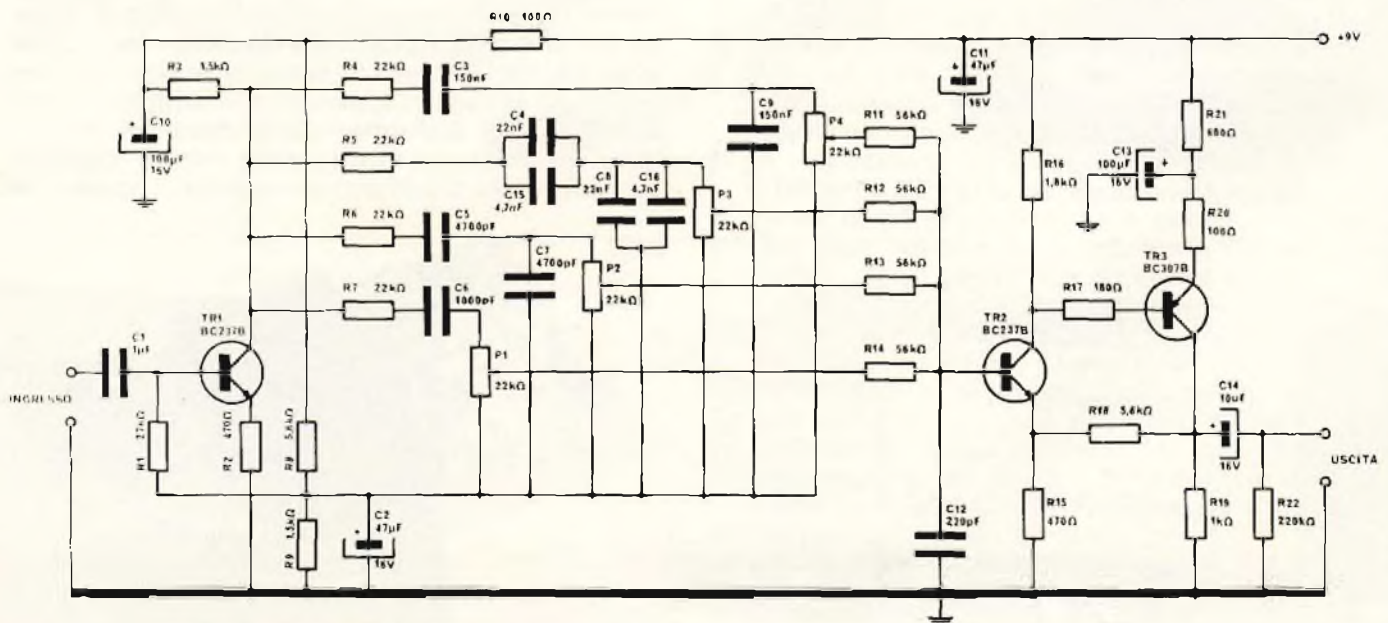 R10 100Ω
+9V
R3 1,5kΩ
R4 22kΩ
C3
150nF
C11
47µF
16V
C10
100µF
16V
C4
22nF
C9
150nF
P4
22kΩ
R11 56kΩ
R21
680Ω
R5 22kΩ
C15
4,7nF
C8
22nF
C16
4,7nF
P3
22kΩ
R12 56kΩ
R16
1,8kΩ
C13
100µF
16V
R20
100Ω
R6 22kΩ
C5
4700pF
C7
4700pF
P2
22kΩ
R13 56kΩ
TR3
BC307B
R7 22kΩ
C6
1000pF
R17 180Ω
TR1
BC237B
C1
1µF
P1
22kΩ
R14 56kΩ
TR2
BC237B
INGRESSO
R1 27kΩ
R2 470Ω
R8 5,6kΩ
R18 5,6kΩ
C14
10µF
16V
USCITA
R9 1,5kΩ
C2
47µF
16V
C12
220pF
R15
470Ω
R19
1kΩ
R22
220kΩ